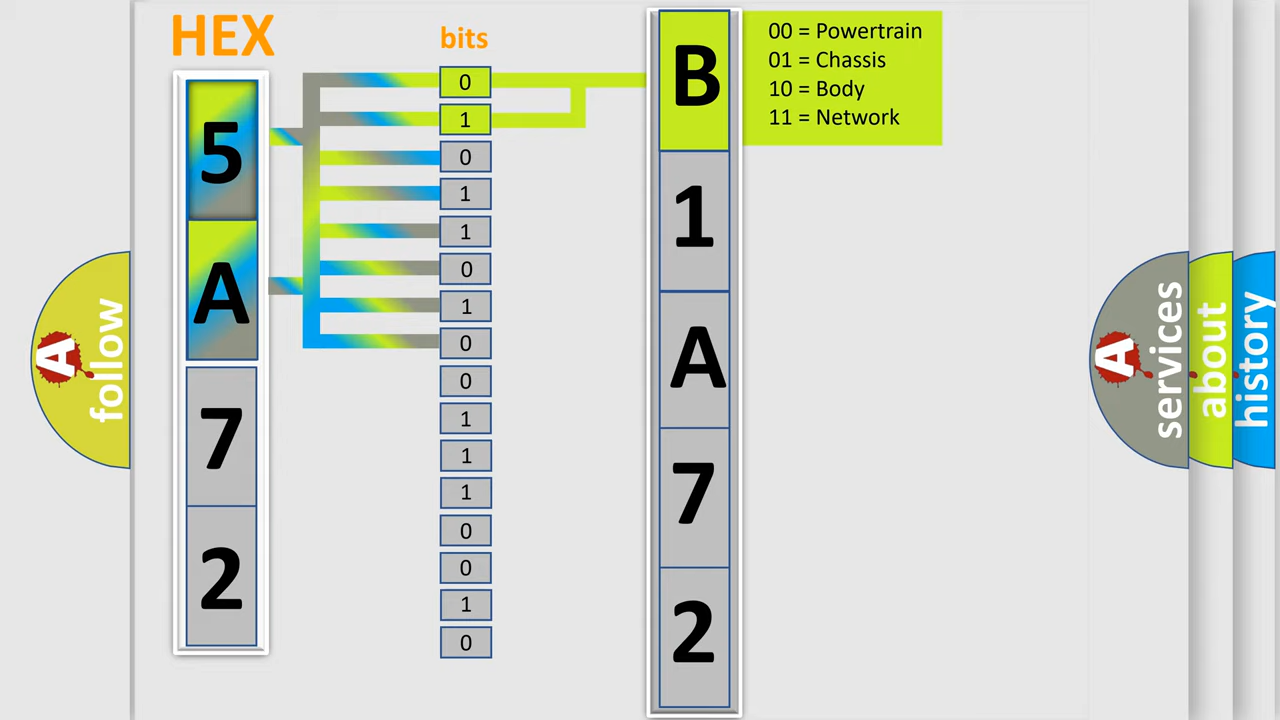 HEX
bits
5
A
7
2
0
1
0
1
1
0
1
0
0
1
1
1
0
0
1
0
B
1
A
7
2
00 = Powertrain
01 = Chassis
10 = Body
11 = Network
A
follow
A
services
about
history